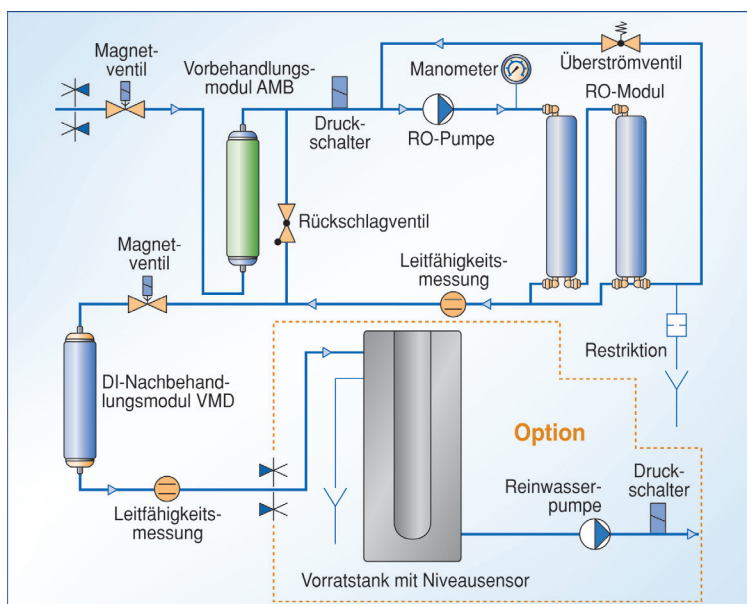 Magnet-
ventil
Vorbehandlungs-
modul AMB
Manometer
Überströmventil
RO-Modul
Druck-
schalter
RO-Pumpe
Rückschlagventil
Magnet-
ventil
Leitfähigkeits-
messung
Restriktion
DI-Nachbehand-
lungsmodul VMD
Option
Leitfähigkeits-
messung
Reinwasser-
pumpe
Druck-
schalter
Vorratstank mit Niveausensor